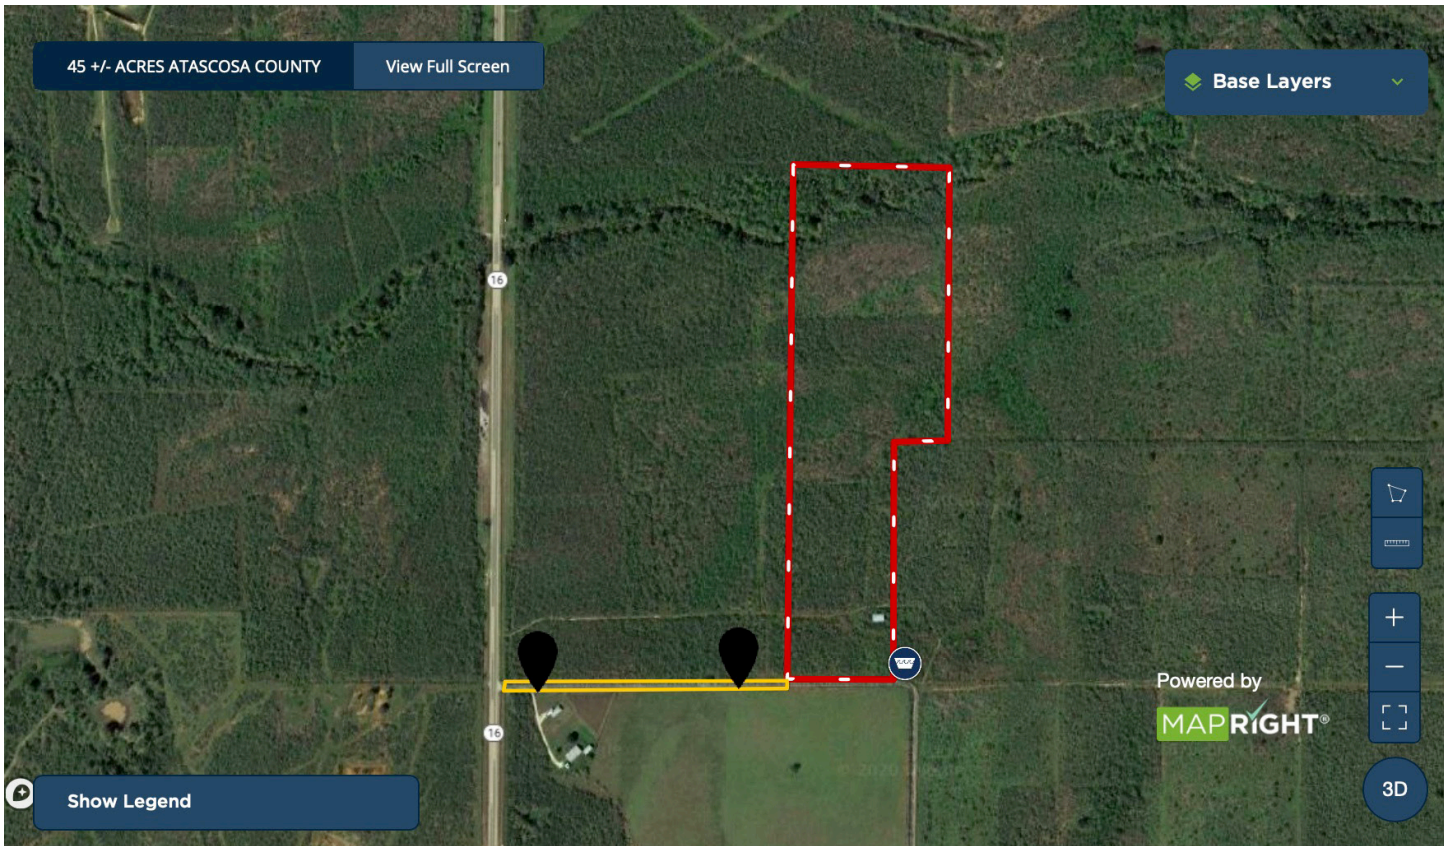 45 +/- ACRES ATASCOSA COUNTY
View Full Screen
Base Layers
16
16
Powered by
MAPRIGHT®
3D
Show Legend